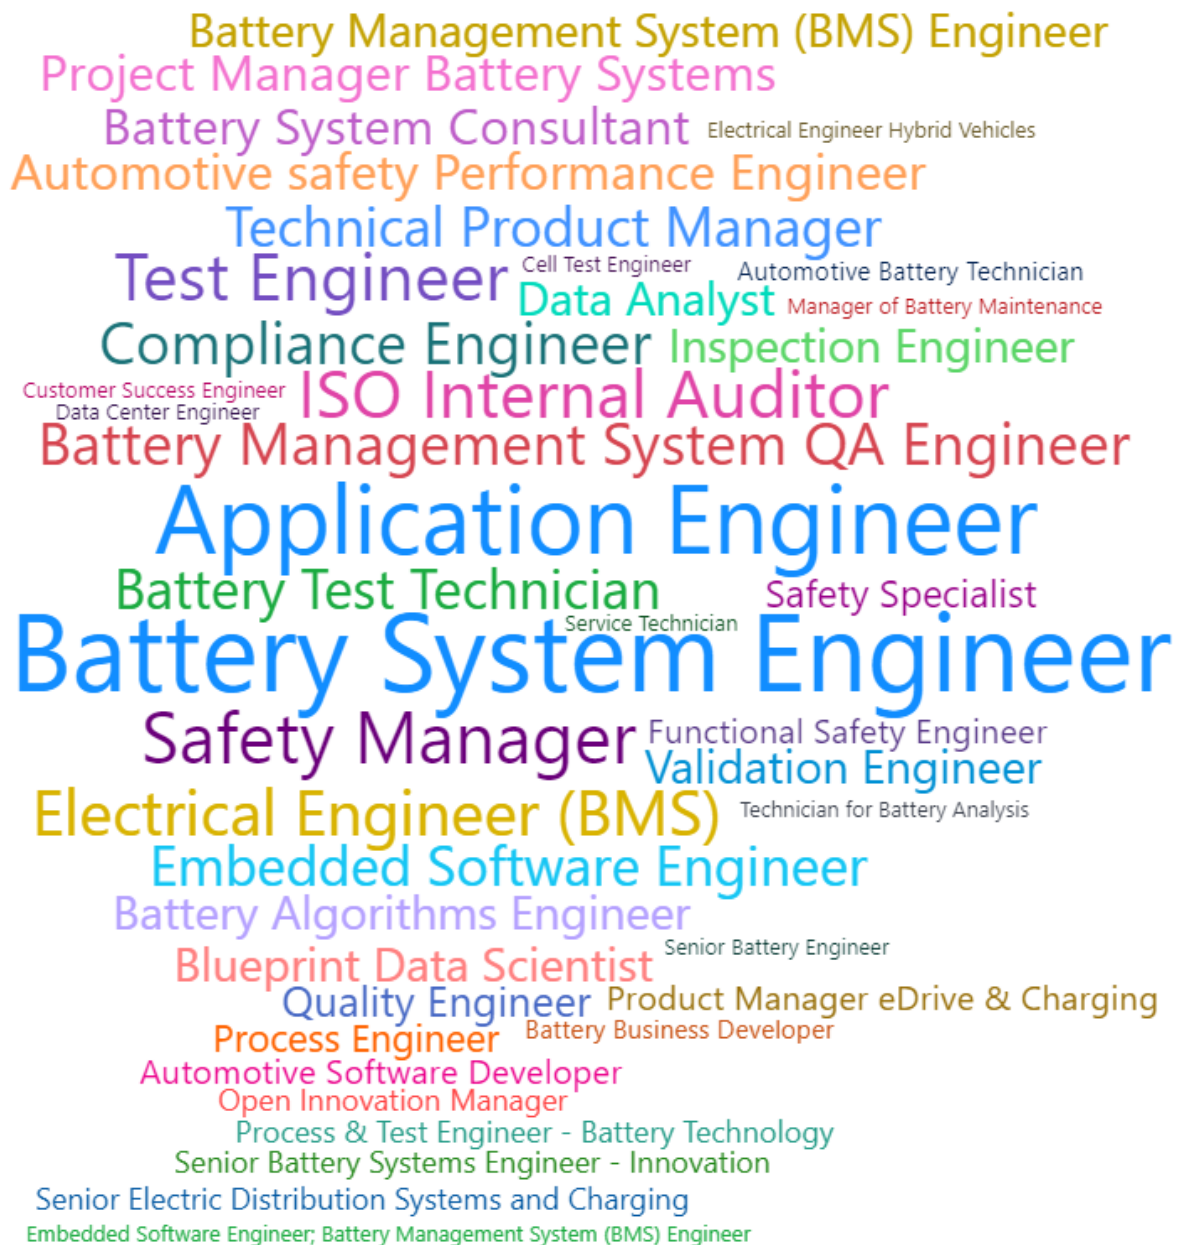 Battery Management System (BMS) Engineer
Project Manager Battery Systems
Battery System Consultant
Electrical Engineer Hybrid Vehicles
Automotive safety Performance Engineer
Technical Product Manager
Test Engineer
Cell Test Engineer
Automotive Battery Technician
Data Analyst
Manager of Battery Maintenance
Compliance Engineer
Inspection Engineer
Customer Success Engineer
ISO Internal Auditor
Data Center Engineer
Battery Management System QA Engineer
Application Engineer
Battery Test Technician
Safety Specialist
Service Technician
Battery System Engineer
Safety Manager
Functional Safety Engineer
Validation Engineer
Electrical Engineer (BMS)
Technician for Battery Analysis
Embedded Software Engineer
Battery Algorithms Engineer
Senior Battery Engineer
Blueprint Data Scientist
Quality Engineer
Product Manager eDrive & Charging
Process Engineer
Battery Business Developer
Automotive Software Developer
Open Innovation Manager
Process & Test Engineer - Battery Technology
Senior Battery Systems Engineer - Innovation
Senior Electric Distribution Systems and Charging
Embedded Software Engineer; Battery Management System (BMS) Engineer